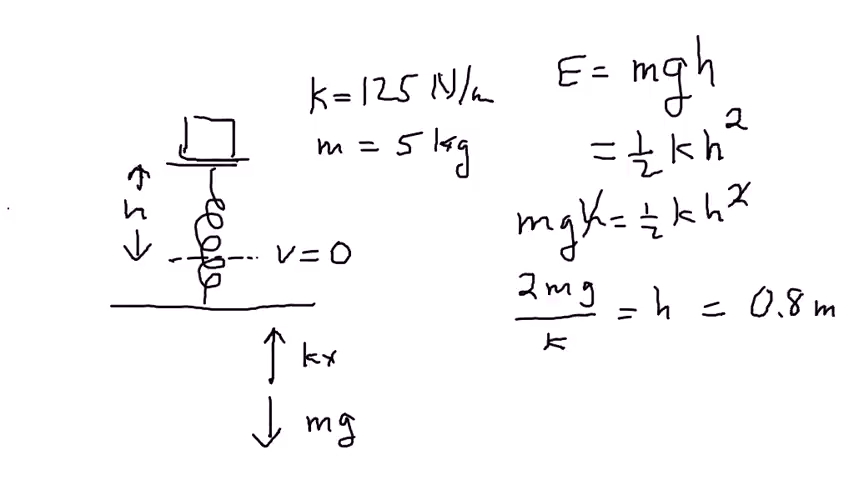 k = 125 N/m
m = 5 kg
h
v = 0
kx
mg
E = mgh
= 1/2 kh²
mgh = 1/2 kh²
2mg/k = h = 0.8 m